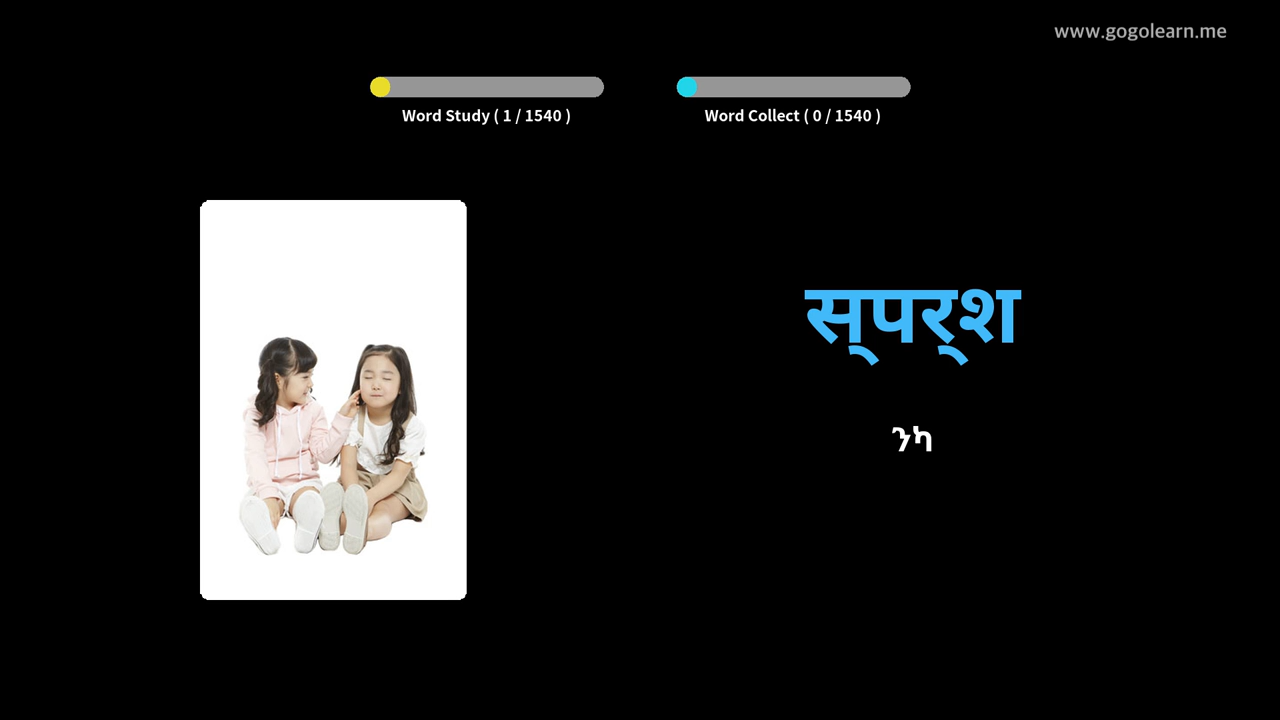 www.gogolearn.me
Word Study ( 1 / 1540 )
Word Collect ( 0 / 1540 )
स्‌पर्‌श
ንካ